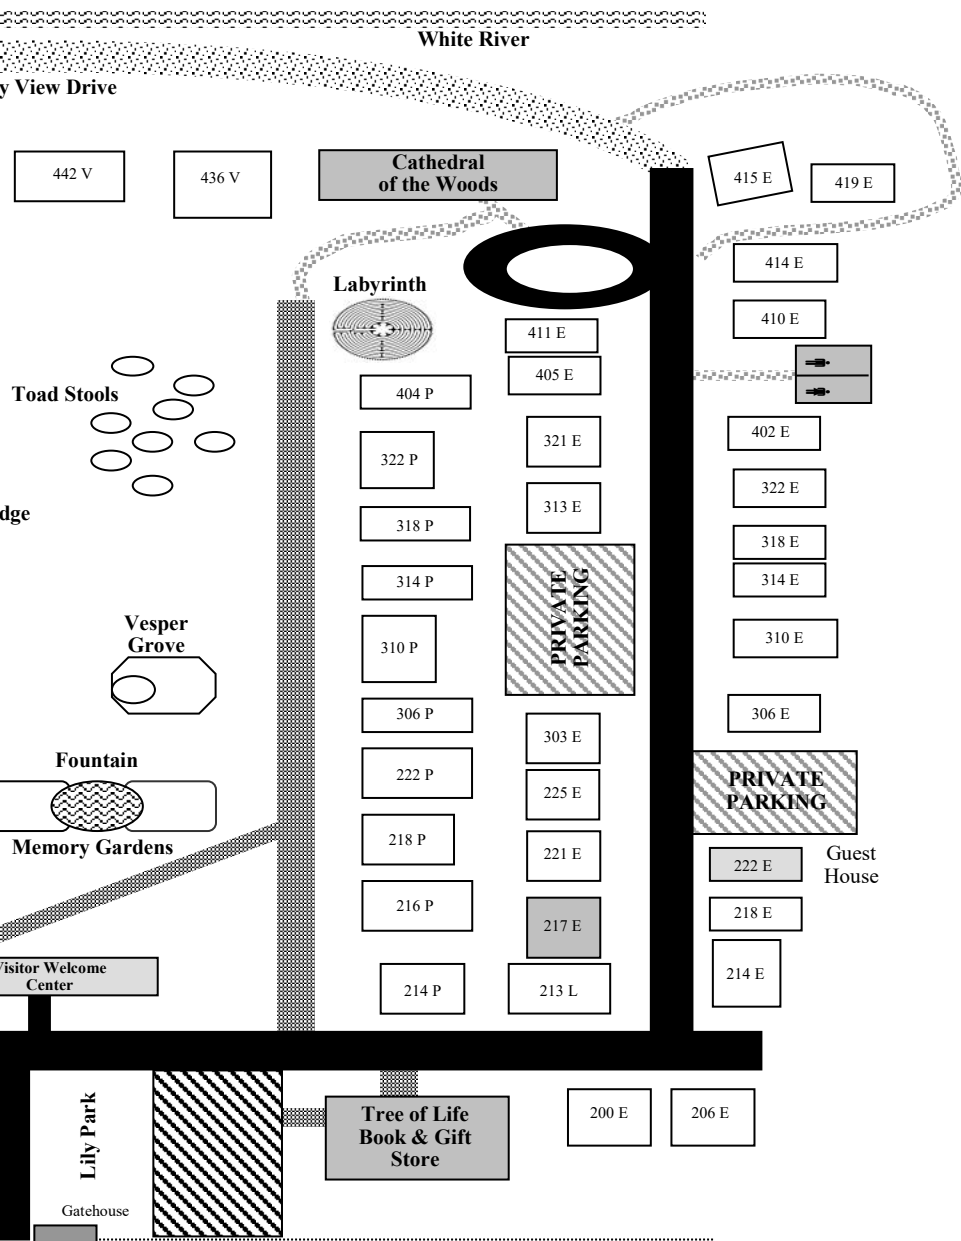 White River
y View Drive
442 V
436 V
Cathedral
of the Woods
415 E
419 E
414 E
Labyrinth
410 E
411 E
405 E
404 P
Toad Stools
402 E
321 E
322 P
322 E
313 E
dge
318 P
318 E
314 P
314 E
PRIVATE
PARKING
Vesper
Grove
310 P
310 E
306 P
306 E
303 E
Fountain
222 P
PRIVATE
PARKING
225 E
218 P
Memory Gardens
221 E
222 E
Guest
House
216 P
218 E
217 E
Visitor Welcome
Center
214 P
213 L
214 E
Lily Park
Tree of Life
Book & Gift
Store
200 E
206 E
Gatehouse